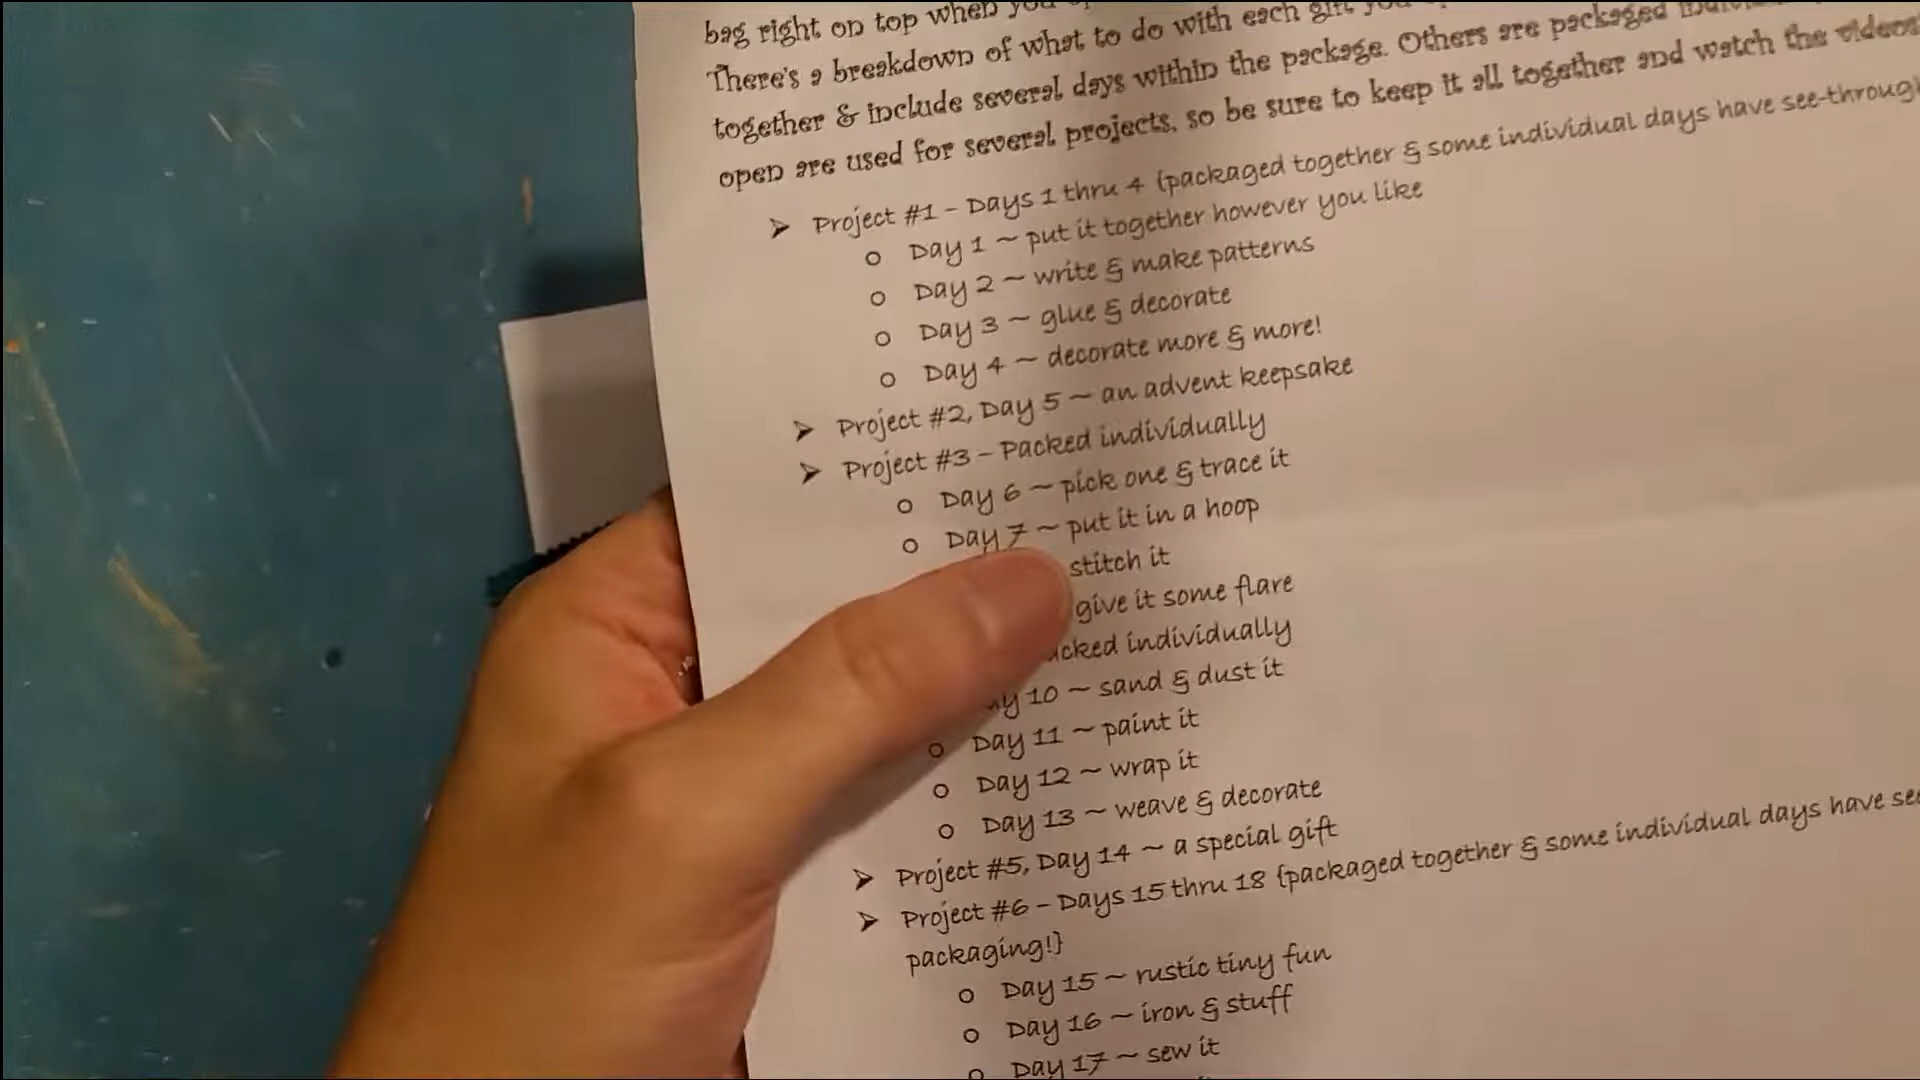 bag right on top when you
There's a breakdown of what to do with each gift you
together & include several days within the package. Others are packaged
open are used for several projects, so be sure to keep it all together and watch the videos
➢ Project #1 – Days 1 thru 4 {packaged together & some individual days have see-through
o Day 1 ~ put it together however you like
o Day 2 ~ write & make patterns
o Day 3 ~ glue & decorate
o Day 4 ~ decorate more & more!
➢ Project #2, Day 5 ~ an advent keepsake
➢ Project #3 – Packed individually
o Day 6 ~ pick one & trace it
o Day 7 ~ put it in a hoop
stitch it
give it some flare
individually
10 ~ sand & dust it
o Day 11 ~ paint it
o Day 12 ~ wrap it
o Day 13 ~ weave & decorate
➢ Project #5, Day 14 ~ a special gift
➢ Project #6 – Days 15 thru 18 {packaged together & some individual days have
packaging!}
o Day 15 ~ rustic tiny fun
o Day 16 ~ iron & stuff
o Day 17 ~ sew it